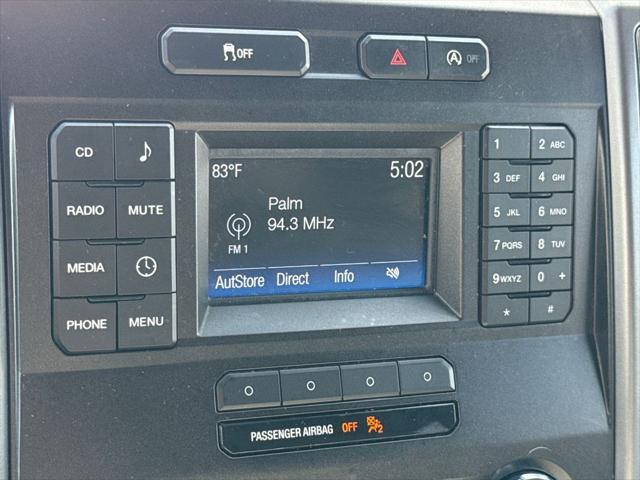 OFF
A OFF
CD
RADIO MUTE
MEDIA
PHONE MENU
83°F 5:02
Palm
94.3 MHz
FM 1
AutoStore Direct Info
1 2 ABC
3 DEF 4 GHI
5 JKL 6 MNO
7 PQRS 8 TUV
9 WXYZ 0 +
* #
PASSENGER AIRBAG OFF 2